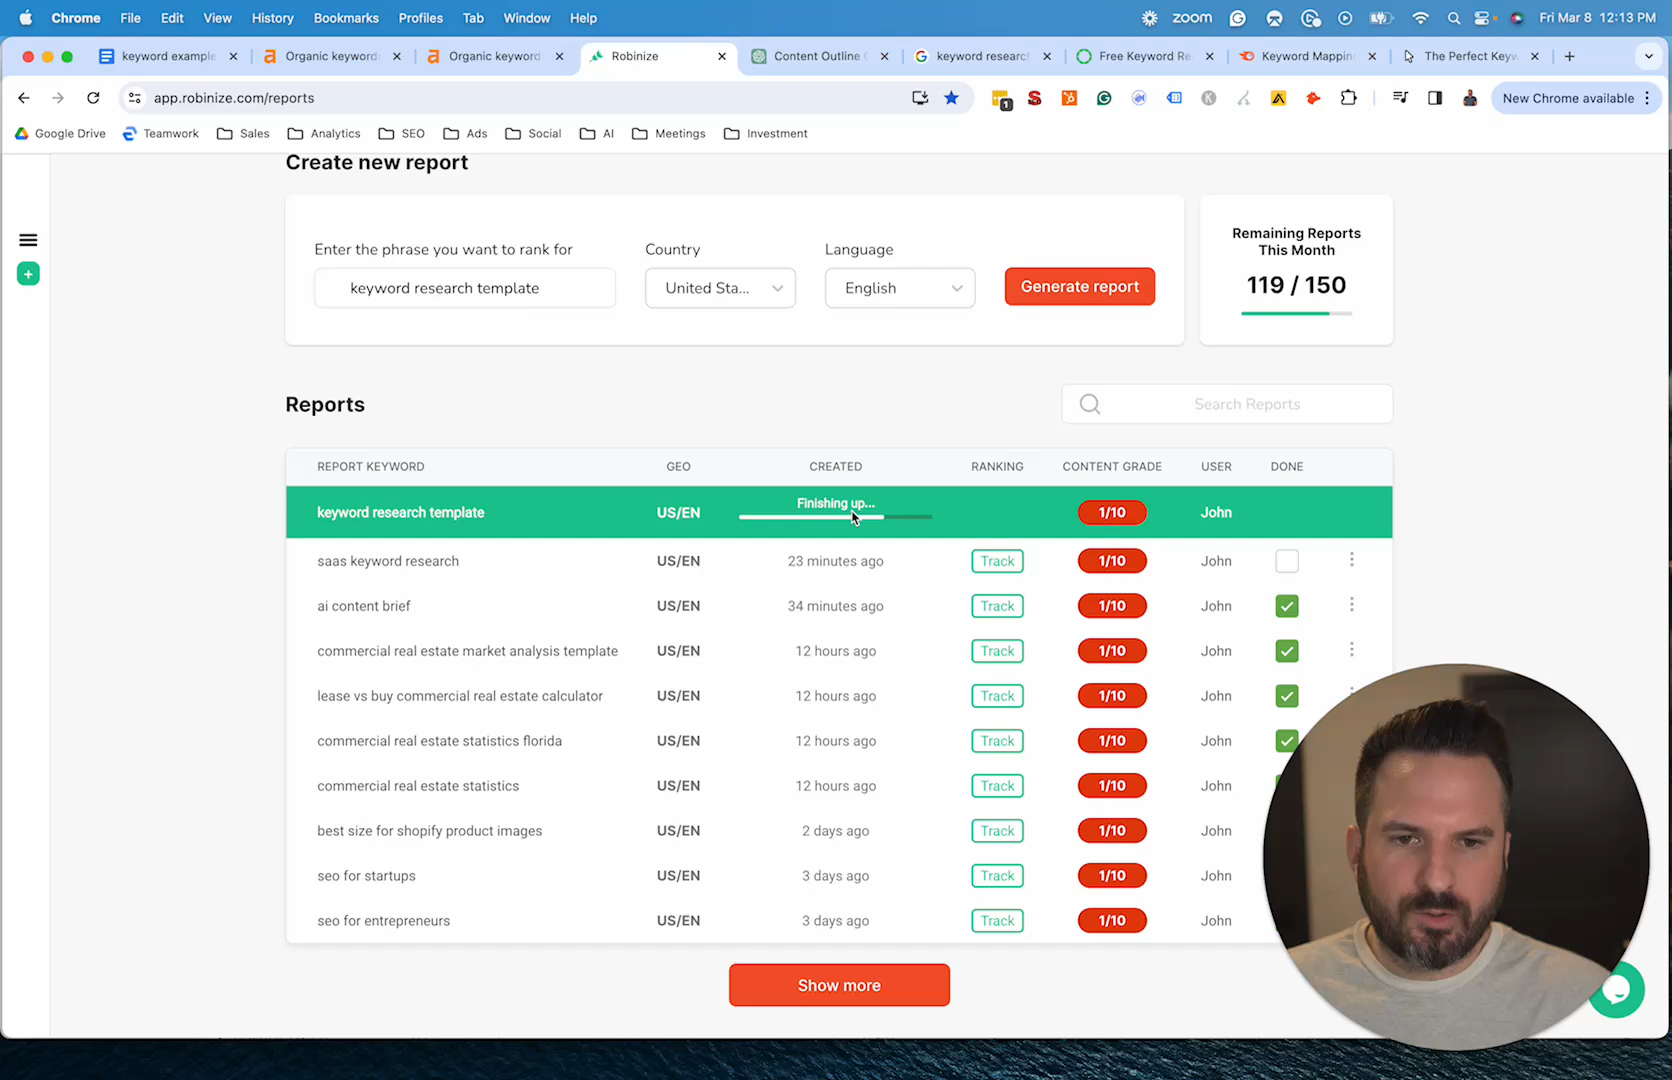 Chrome File Edit View History Bookmarks Profiles Tab Window Help zoom Fri Mar 8 12:13 PM
keyword example Organic keyword Organic keyword Robinize Content Outline keyword research Free Keyword Re Keyword Mapping The Perfect Keyw
app.robinize.com/reports 1 New Chrome available
Google Drive Teamwork Sales Analytics SEO Ads Social AI Meetings Investment
Create new report
Enter the phrase you want to rank for Country Language
keyword research template United Sta... English Generate report
Remaining Reports
This Month
119 / 150
Reports Search Reports
REPORT KEYWORD GEO CREATED RANKING CONTENT GRADE USER DONE
keyword research template US/EN Finishing up... 1/10 John
saas keyword research US/EN 23 minutes ago Track 1/10 John
ai content brief US/EN 34 minutes ago Track 1/10 John
commercial real estate market analysis template US/EN 12 hours ago Track 1/10 John
lease vs buy commercial real estate calculator US/EN 12 hours ago Track 1/10 John
commercial real estate statistics florida US/EN 12 hours ago Track 1/10 John
commercial real estate statistics US/EN 12 hours ago Track 1/10 John
best size for shopify product images US/EN 2 days ago Track 1/10 John
seo for startups US/EN 3 days ago Track 1/10 John
seo for entrepreneurs US/EN 3 days ago Track 1/10 John
Show more